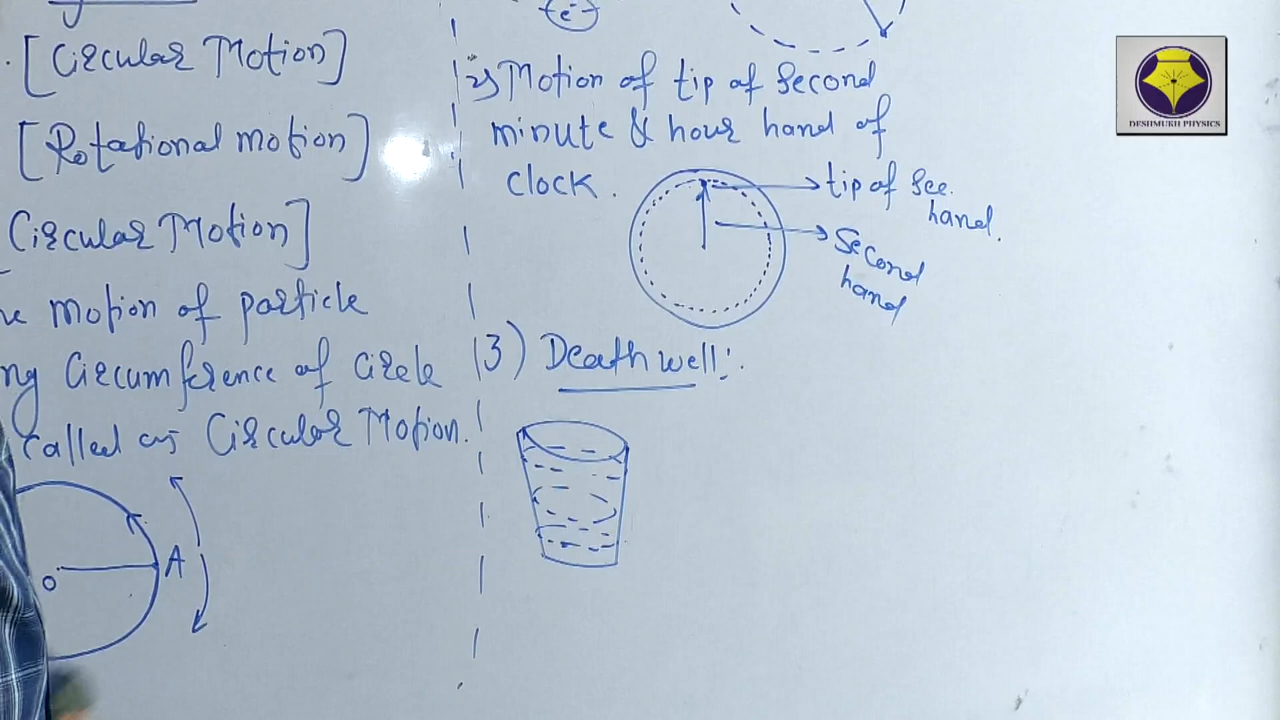 [Circular Motion]
[Rotational motion]
Circular Motion]
motion of particle
ng Circumference of Circle
called as Circular Motion.
O
A
e-
2) Motion of tip of Second
minute & hour hand of
clock.
tip of Sec.
hand.
Second
hand
(3) Death well:
DESHMUKH PHYSICS